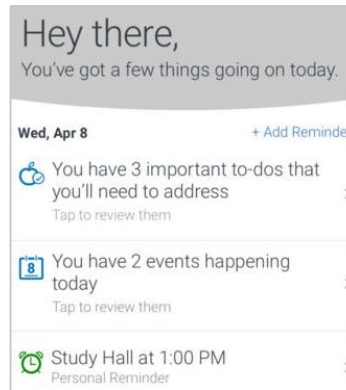 Hey there,
You've got a few things going on today.
Wed, Apr 8
+ Add Reminde
You have 3 important to-dos that
you'll need to address
Tap to review them
8
You have 2 events happening
today
Tap to review them
Study Hall at 1:00 PM
Personal Reminder